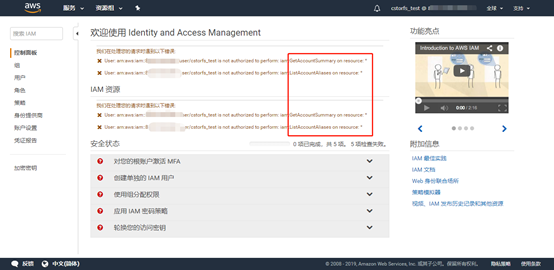 aws
服务
资源组
cstorfs_test @
全球
支持
搜索 IAM
控制面板
组
用户
角色
策略
身份提供商
账户设置
凭证报告
加密密钥
欢迎使用 Identity and Access Management
我们在处理您的请求时遇到以下错误:
User: arn:aws:iam:: user/cstorfs_test is not authorized to perform: iam:GetAccountSummary on resource: *
User: arn:aws:iam:: user/cstorfs_test is not authorized to perform: iam:ListAccountAliases on resource: *
IAM 资源
我们在处理您的请求时遇到以下错误:
User: arn:aws:iam:: user/cstorfs_test is not authorized to perform: iam:GetAccountSummary on resource: *
User: arn:aws:iam:: user/cstorfs_test is not authorized to perform: iam:ListAccountAliases on resource: *
安全状态
0 项已完成，共 5 项。 5 项检查失败。
对您的根账户激活 MFA
创建单独的 IAM 用户
使用组分配权限
应用 IAM 密码策略
轮换您的访问密钥
功能亮点
Introduction to AWS IAM
0:00 / 2:16
附加信息
IAM 最佳实践
IAM 文档
Web 身份联合场所
策略模拟器
视频、IAM 发布历史记录和其他资源
反馈
中文(简体)
© 2008 - 2019, Amazon Web Services, Inc. 或其子公司。保留所有权利。
隐私策略
使用条款